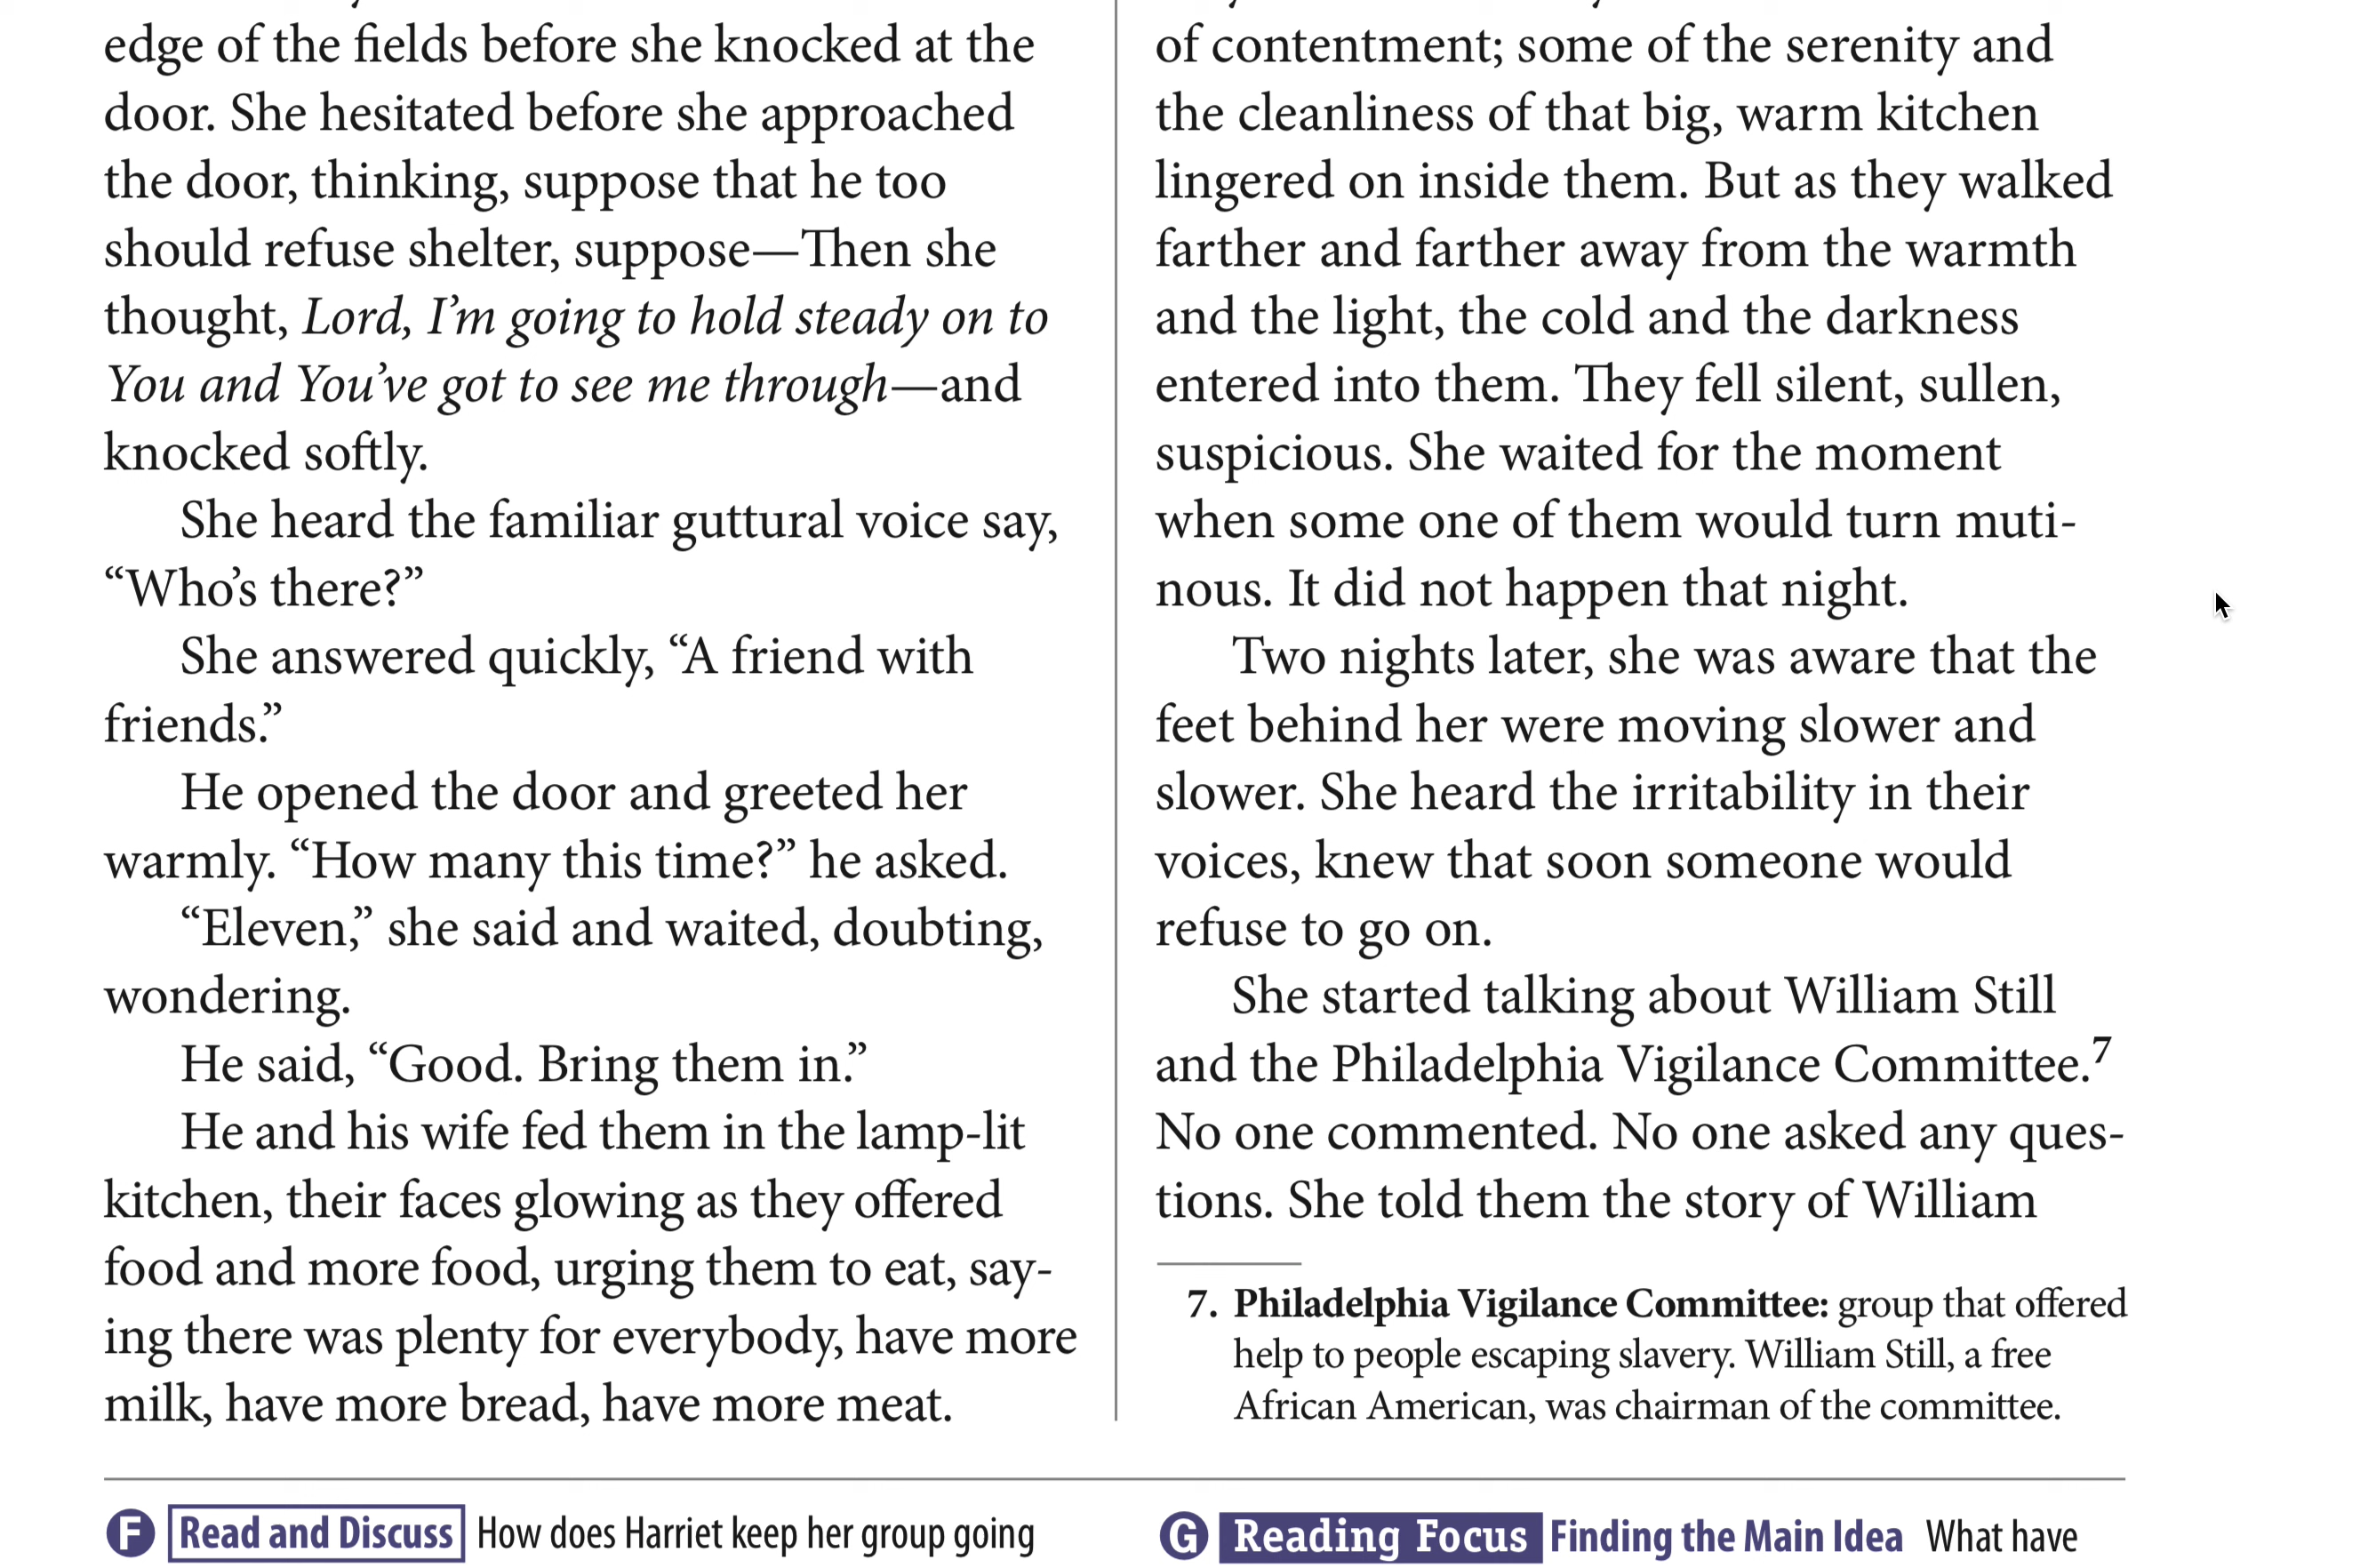 edge of the fields before she knocked at the
door. She hesitated before she approached
the door, thinking, suppose that he too
should refuse shelter, suppose—Then she
thought, Lord, I'm going to hold steady on to
You and You've got to see me through—and
knocked softly.
She heard the familiar guttural voice say,
“Who's there?”
She answered quickly, “A friend with
friends.”
He opened the door and greeted her
warmly. “How many this time?” he asked.
“Eleven,” she said and waited, doubting,
wondering.
He said, “Good. Bring them in.”
He and his wife fed them in the lamp-lit
kitchen, their faces glowing as they offered
food and more food, urging them to eat, say-
ing there was plenty for everybody, have more
milk, have more bread, have more meat.
of contentment; some of the serenity and
the cleanliness of that big, warm kitchen
lingered on inside them. But as they walked
farther and farther away from the warmth
and the light, the cold and the darkness
entered into them. They fell silent, sullen,
suspicious. She waited for the moment
when some one of them would turn muti-
nous. It did not happen that night.
Two nights later, she was aware that the
feet behind her were moving slower and
slower. She heard the irritability in their
voices, knew that soon someone would
refuse to go on.
She started talking about William Still
and the Philadelphia Vigilance Committee.7
No one commented. No one asked any ques-
tions. She told them the story of William
7. Philadelphia Vigilance Committee: group that offered
help to people escaping slavery. William Still, a free
African American, was chairman of the committee.
F Read and Discuss How does Harriet keep her group going
G Reading Focus Finding the Main Idea What have